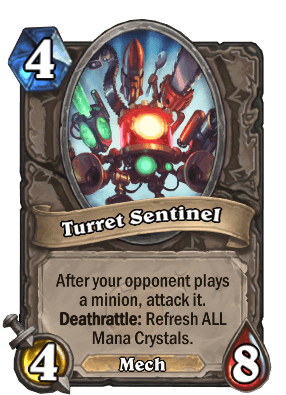 4
Turret Sentinel
After your opponent plays
a minion, attack it.
Deathrattle: Refresh ALL
Mana Crystals.
4
Mech
8